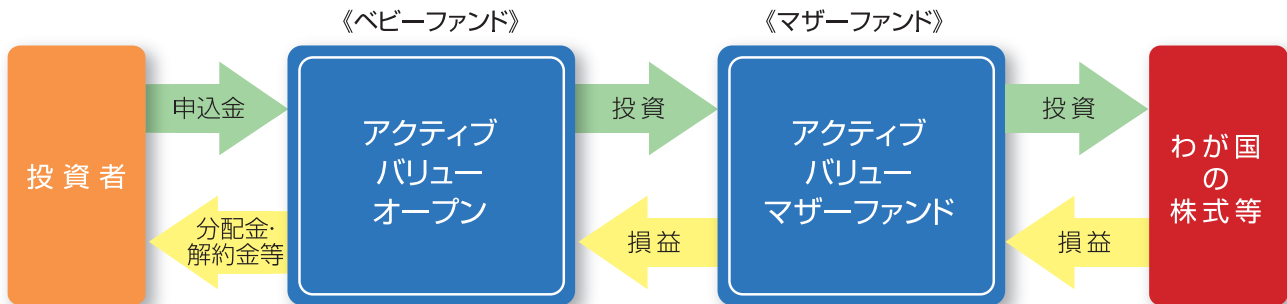 《ベビーファンド》
《マザーファンド》
投資者
申込金
分配金・
解約金等
アクティブ
バリュー
オープン
投資
損益
アクティブ
バリュー
マザーファンド
投資
損益
わが国
の
株式等